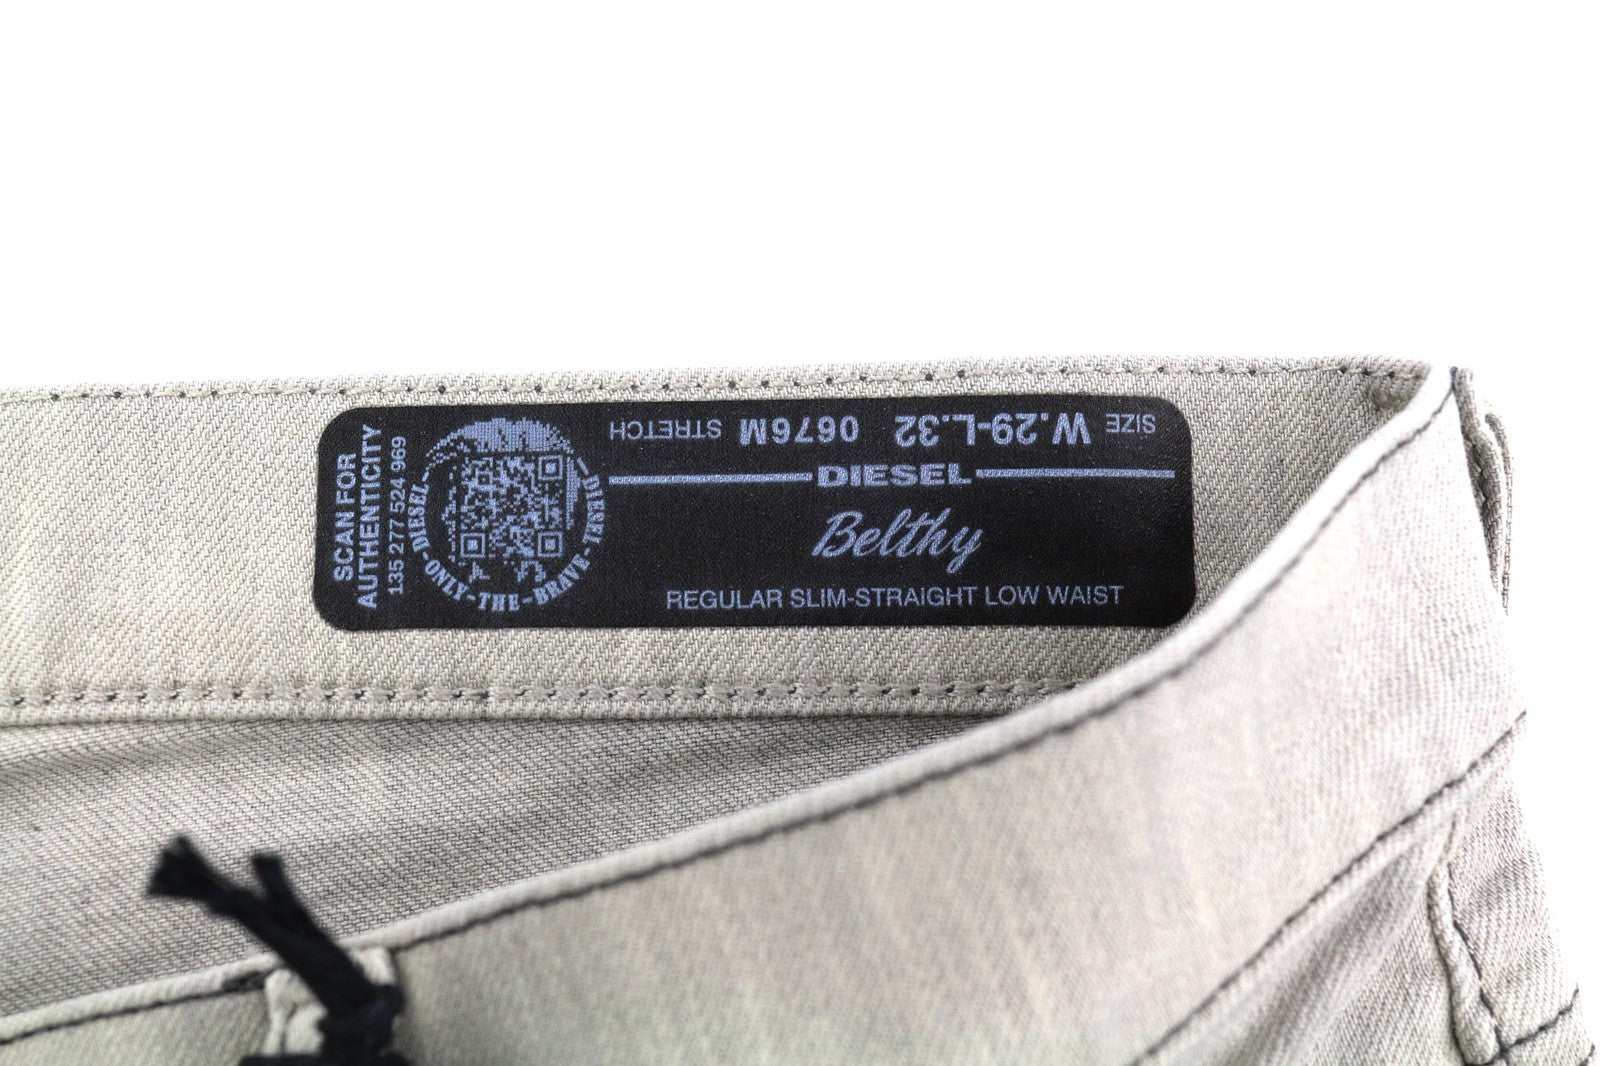 SCAN FOR
AUTHENTICITY
135 277 524 969
DIESEL-ONLY-THE-BRAVE-DIESEL
SIZE W.29-L.32 0676M STRETCH
DIESEL
Belthy
REGULAR SLIM-STRAIGHT LOW WAIST